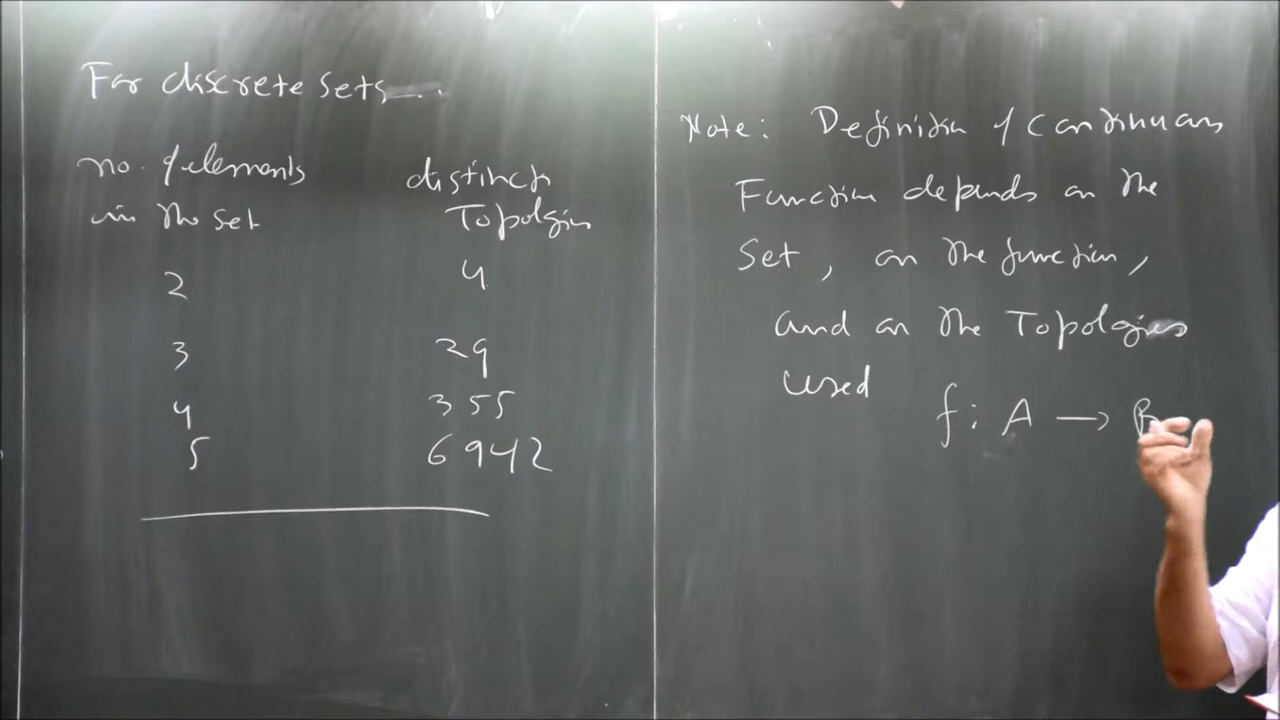 For discrete sets...
no. of elements
in the set
distinct
Topolgies
2 4
3 29
4 355
5 6942
Note: Definition of Continuous
Function depends on the
Set, on the function,
and on the Topologies
used
f: A → B